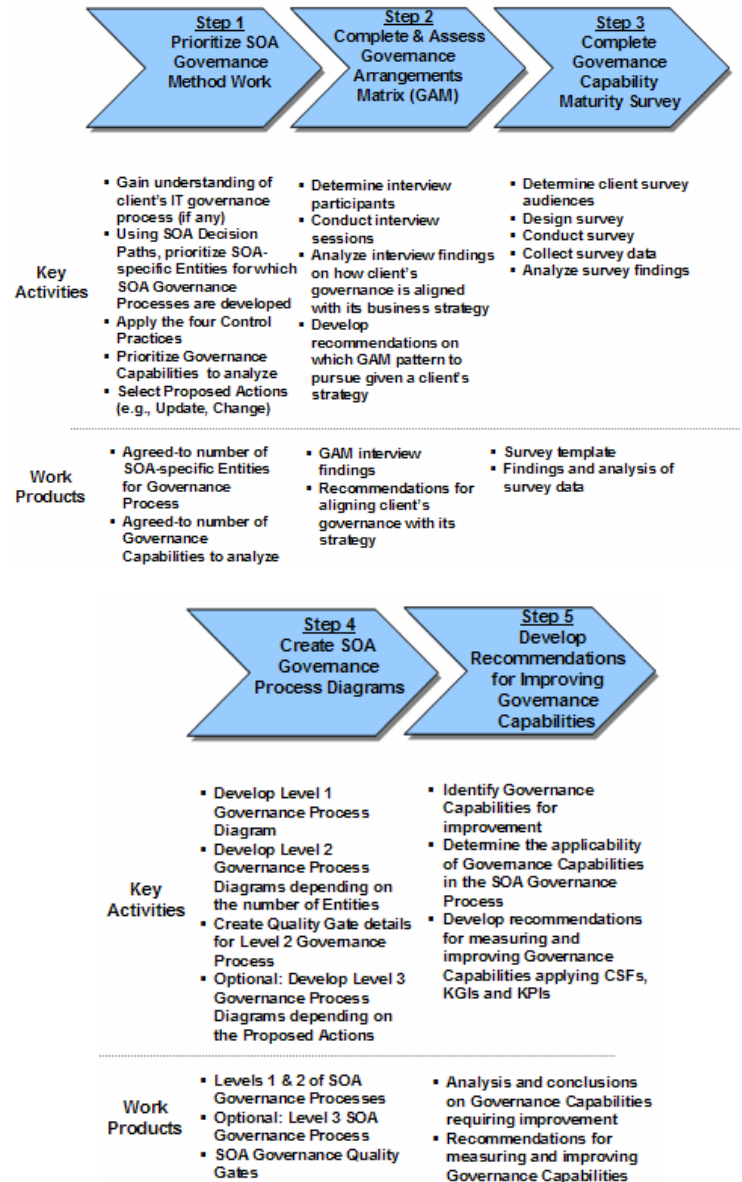 Step 1
Prioritize SOA
Governance
Method Work
Step 2
Complete & Assess
Governance
Arrangements
Matrix (GAM)
Step 3
Complete
Governance
Capability
Maturity Survey
Key
Activities
▪ Gain understanding of
client's IT governance
process (if any)
▪ Using SOA Decision
Paths, prioritize SOA-
specific Entities for which
SOA Governance
Processes are developed
▪ Apply the four Control
Practices
▪ Prioritize Governance
Capabilities to analyze
▪ Select Proposed Actions
(e.g., Update, Change)
▪ Determine interview
participants
▪ Conduct interview
sessions
▪ Analyze interview findings
on how client's
governance is aligned
with its business strategy
▪ Develop
recommendations on
which GAM pattern to
pursue given a client's
strategy
▪ Determine client survey
audiences
▪ Design survey
▪ Conduct survey
▪ Collect survey data
▪ Analyze survey findings
Work
Products
▪ Agreed-to number of
SOA-specific Entities
for Governance
Process
▪ Agreed-to number of
Governance
Capabilities to analyze
▪ GAM interview
findings
▪ Recommendations for
aligning client's
governance with its
strategy
▪ Survey template
▪ Findings and analysis of
survey data
Step 4
Create SOA
Governance
Process Diagrams
Step 5
Develop
Recommendations
for Improving
Governance
Capabilities
Key
Activities
▪ Develop Level 1
Governance Process
Diagram
▪ Develop Level 2
Governance Process
Diagrams depending on
the number of Entities
▪ Create Quality Gate details
for Level 2 Governance
Process
▪ Optional: Develop Level 3
Governance Process
Diagrams depending on
the Proposed Actions
▪ Identify Governance
Capabilities for
improvement
▪ Determine the applicability
of Governance Capabilities
in the SOA Governance
Process
▪ Develop recommendations
for measuring and
improving Governance
Capabilities applying CSFs,
KGIs and KPIs
Work
Products
▪ Levels 1 & 2 of SOA
Governance Processes
▪ Optional: Level 3 SOA
Governance Process
▪ SOA Governance Quality
Gates
▪ Analysis and conclusions
on Governance Capabilities
requiring improvement
▪ Recommendations for
measuring and improving
Governance Capabilities